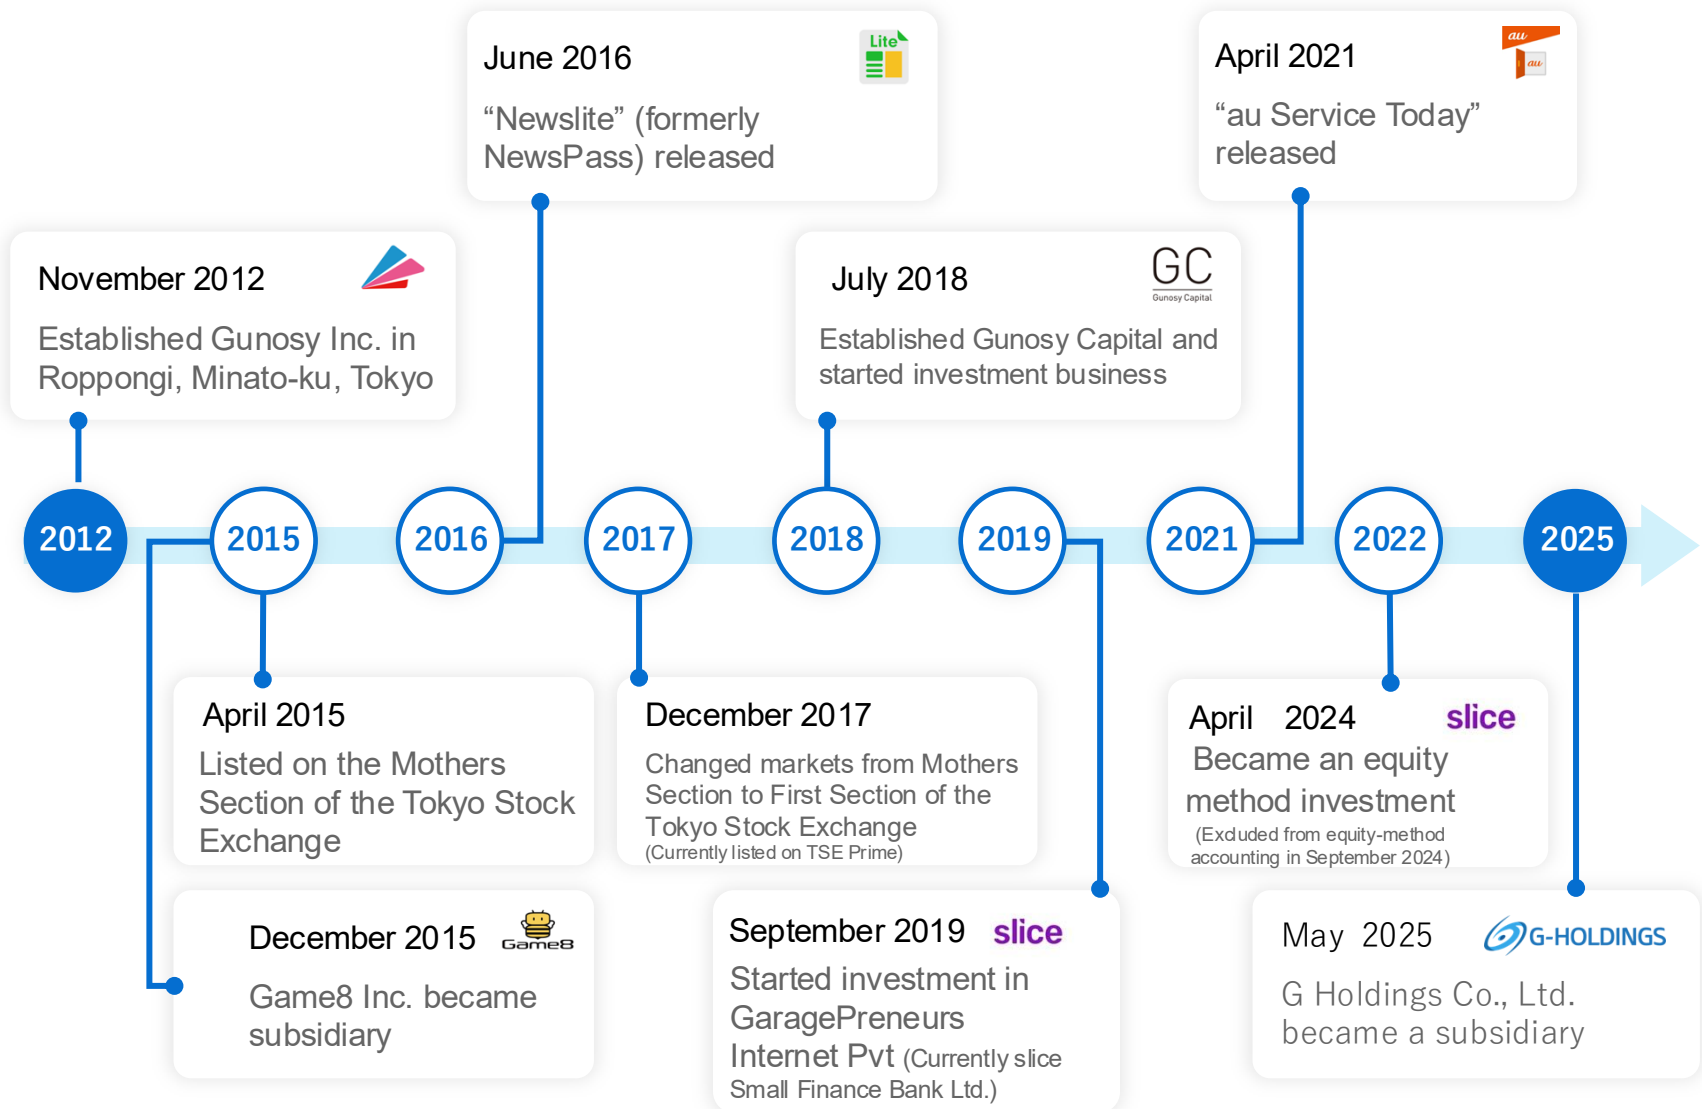 June 2016
Lite
“Newslite” (formerly
NewsPass) released
April 2021
au
au
“au Service Today”
released
November 2012
Established Gunosy Inc. in
Roppongi, Minato-ku, Tokyo
July 2018
GC
Gunosy Capital
Established Gunosy Capital and
started investment business
2012
2015
2016
2017
2018
2019
2021
2022
2025
April 2015
Listed on the Mothers
Section of the Tokyo Stock
Exchange
December 2017
Changed markets from Mothers
Section to First Section of the
Tokyo Stock Exchange
(Currently listed on TSE Prime)
April 2024
slice
Became an equity
method investment
(Excluded from equity-method
accounting in September 2024)
December 2015
Game8
Game8 Inc. became
subsidiary
September 2019
slice
Started investment in
GaragePreneurs
Internet Pvt (Currently slice
Small Finance Bank Ltd.)
May 2025
G-HOLDINGS
G Holdings Co., Ltd.
became a subsidiary